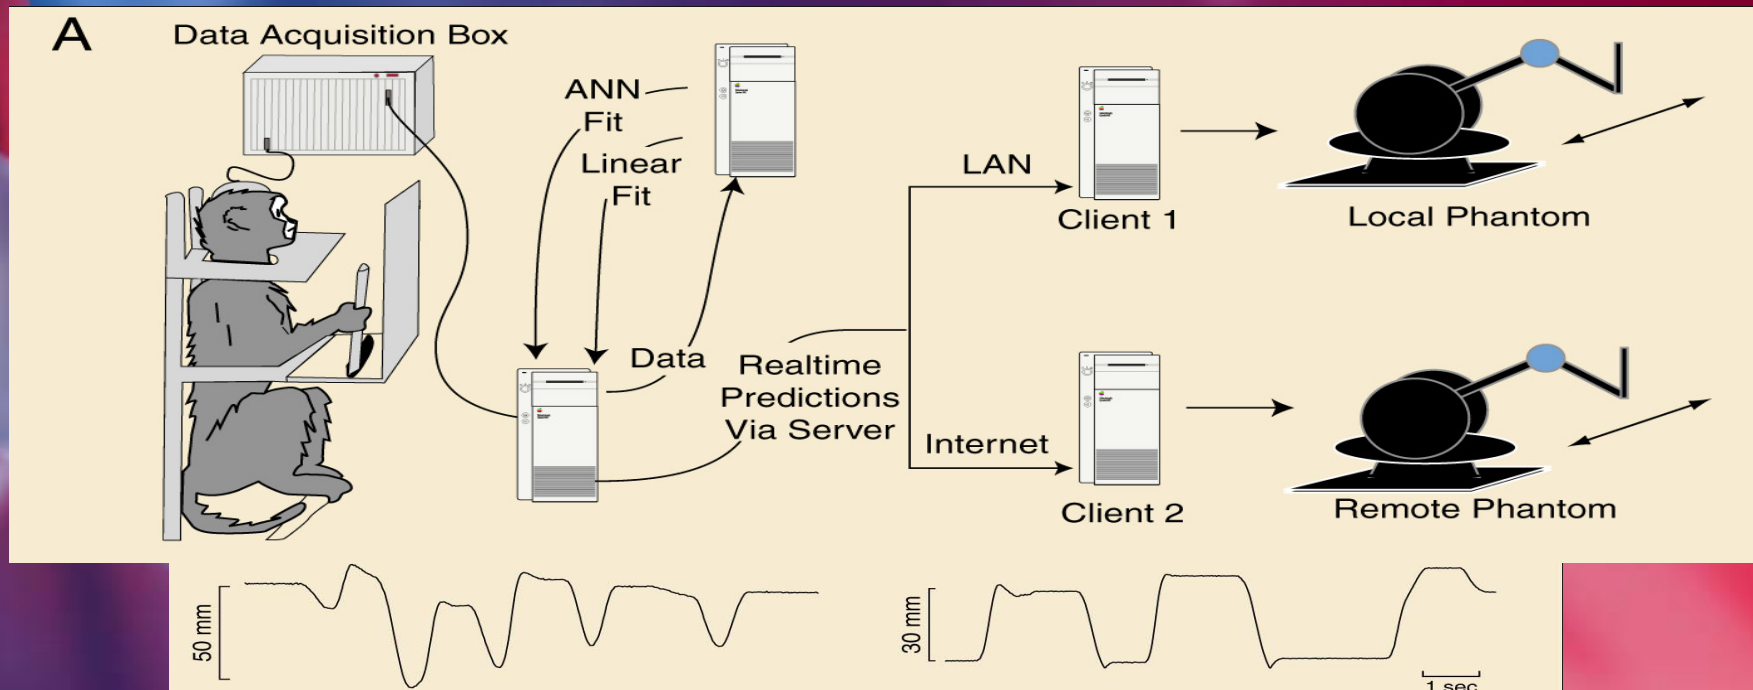 A
Data Acquisition Box
ANN
Fit
Linear
Fit
Data
Realtime
Predictions
Via Server
LAN
Client 1
Local Phantom
Internet
Client 2
Remote Phantom
50 mm
30 mm
1 sec